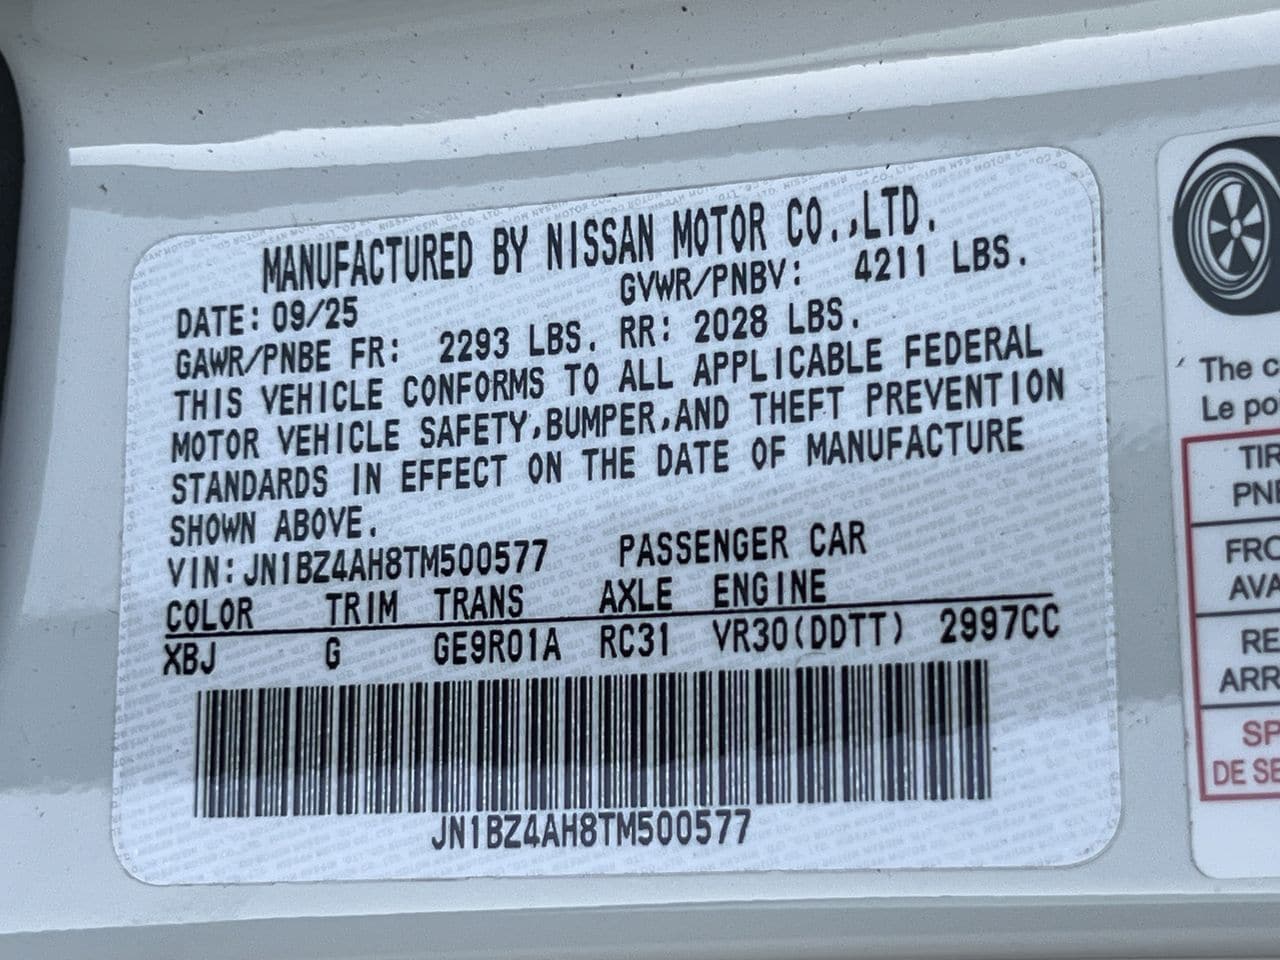 MANUFACTURED BY NISSAN MOTOR CO.,LTD.
DATE: 09/25 GVWR/PNBV: 4211 LBS.
GAWR/PNBE FR: 2293 LBS. RR: 2028 LBS.
THIS VEHICLE CONFORMS TO ALL APPLICABLE FEDERAL
MOTOR VEHICLE SAFETY,BUMPER,AND THEFT PREVENTION
STANDARDS IN EFFECT ON THE DATE OF MANUFACTURE
SHOWN ABOVE.
VIN: JN1BZ4AH8TM500577 PASSENGER CAR
COLOR TRIM TRANS AXLE ENGINE
XBJ G GE9R01A RC31 VR30(DDTT) 2997CC
JN1BZ4AH8TM500577
The c
Le po
TIR
PNE
FRO
AVA
RE
ARR
SP
DE SE